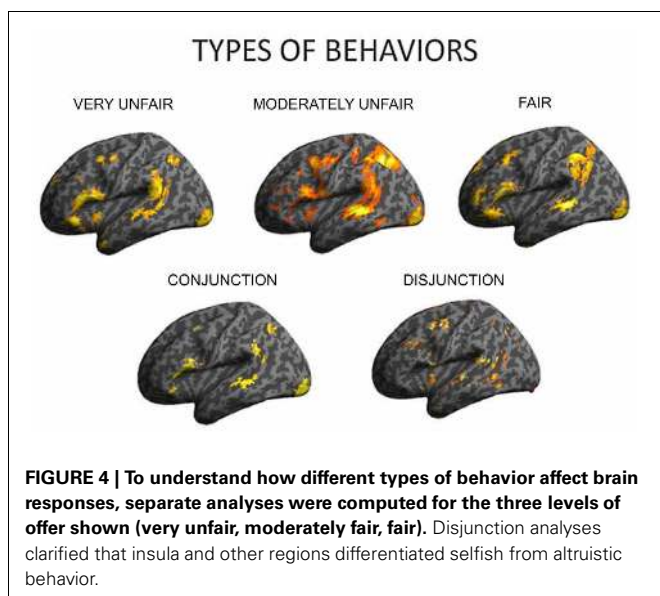 TYPES OF BEHAVIORS
VERY UNFAIR MODERATELY UNFAIR FAIR
CONJUNCTION DISJUNCTION
FIGURE 4 | To understand how different types of behavior affect brain
responses, separate analyses were computed for the three levels of
offer shown (very unfair, moderately fair, fair). Disjunction analyses
clarified that insula and other regions differentiated selfish from altruistic
behavior.